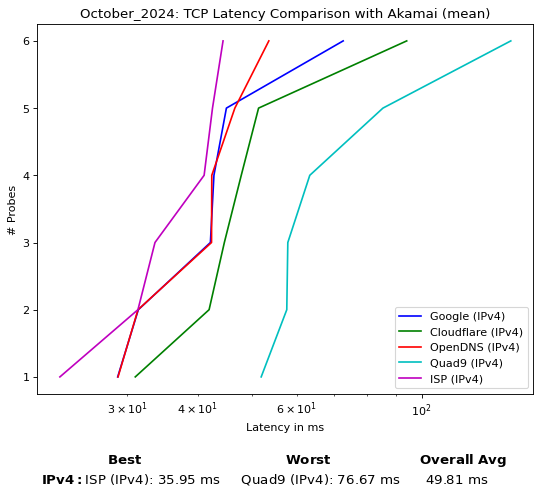 October_2024: TCP Latency Comparison with Akamai (mean)
6
5
4
3
2
1
# Probes
Google (IPv4)
Cloudflare (IPv4)
OpenDNS (IPv4)
Quad9 (IPv4)
ISP (IPv4)
3 × 10¹ 4 × 10¹ 6 × 10¹ 10²
Latency in ms
Best Worst Overall Avg
IPv4: ISP (IPv4): 35.95 ms Quad9 (IPv4): 76.67 ms 49.81 ms